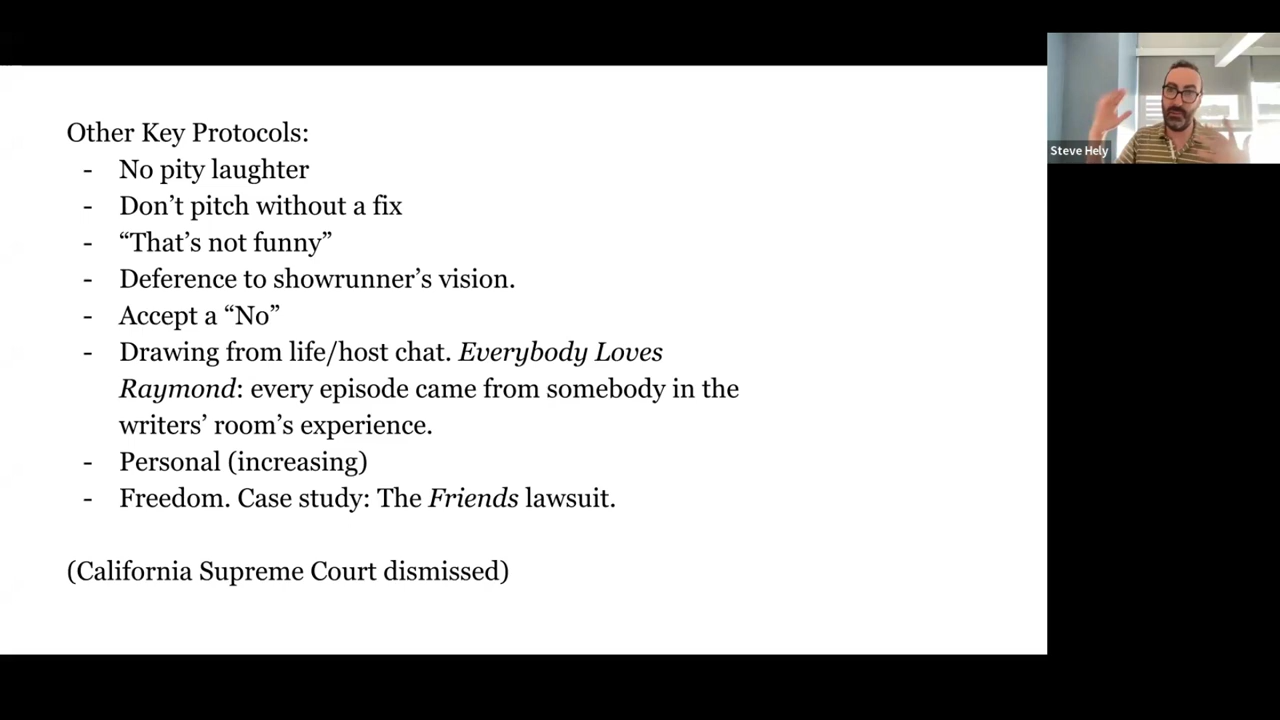 Other Key Protocols:
- No pity laughter
- Don’t pitch without a fix
- “That’s not funny”
- Deference to showrunner’s vision.
- Accept a “No”
- Drawing from life/host chat. Everybody Loves
Raymond: every episode came from somebody in the
writers’ room’s experience.
- Personal (increasing)
- Freedom. Case study: The Friends lawsuit.
(California Supreme Court dismissed)
Steve Hely